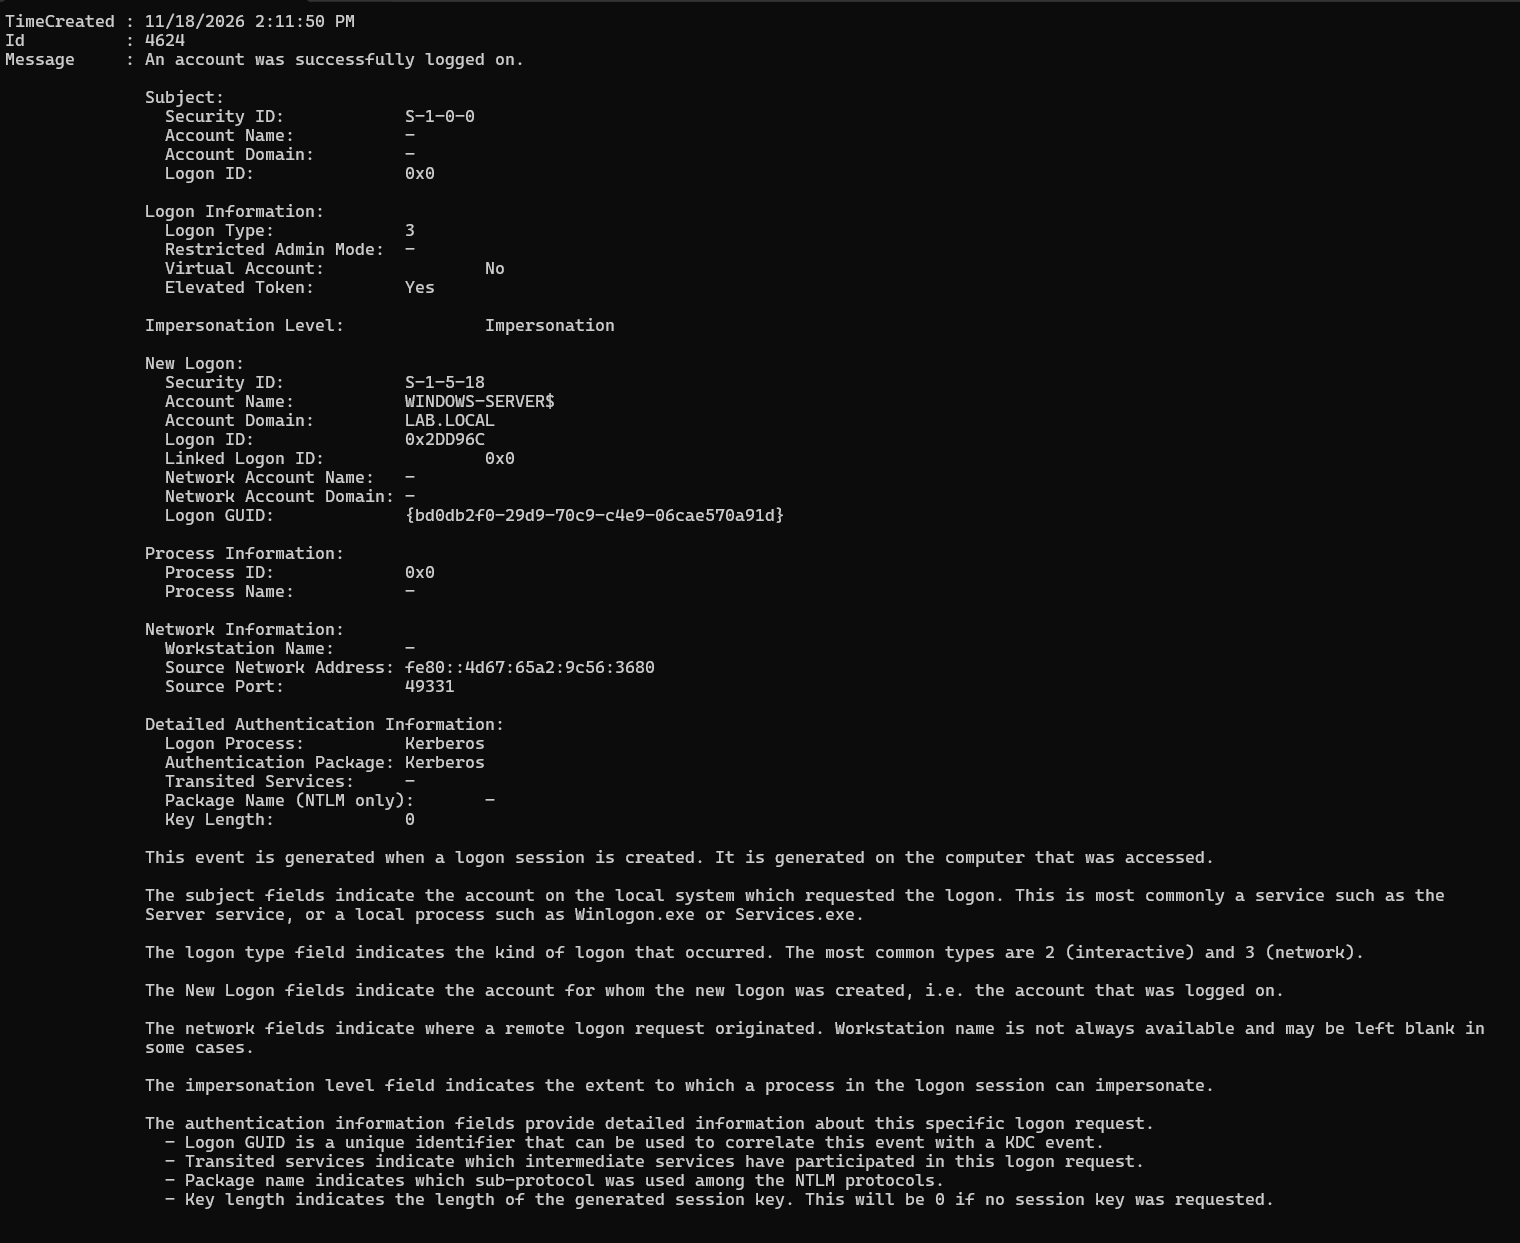 TimeCreated : 11/18/2026 2:11:50 PM
Id          : 4624
Message     : An account was successfully logged on.
Subject:
Security ID: S-1-0-0
Account Name: -
Account Domain: -
Logon ID: 0x0
Logon Information:
Logon Type: 3
Restricted Admin Mode: -
Virtual Account: No
Elevated Token: Yes
Impersonation Level: Impersonation
New Logon:
Security ID: S-1-5-18
Account Name: WINDOWS-SERVER$
Account Domain: LAB.LOCAL
Logon ID: 0x2DD96C
Linked Logon ID: 0x0
Network Account Name: -
Network Account Domain: -
Logon GUID: {bd0db2f0-29d9-70c9-c4e9-06cae570a91d}
Process Information:
Process ID: 0x0
Process Name: -
Network Information:
Workstation Name: -
Source Network Address: fe80::4d67:65a2:9c56:3680
Source Port: 49331
Detailed Authentication Information:
Logon Process: Kerberos
Authentication Package: Kerberos
Transited Services: -
Package Name (NTLM only): -
Key Length: 0
This event is generated when a logon session is created. It is generated on the computer that was accessed.
The subject fields indicate the account on the local system which requested the logon. This is most commonly a service such as the
Server service, or a local process such as Winlogon.exe or Services.exe.
The logon type field indicates the kind of logon that occurred. The most common types are 2 (interactive) and 3 (network).
The New Logon fields indicate the account for whom the new logon was created, i.e. the account that was logged on.
The network fields indicate where a remote logon request originated. Workstation name is not always available and may be left blank in
some cases.
The impersonation level field indicates the extent to which a process in the logon session can impersonate.
The authentication information fields provide detailed information about this specific logon request.
- Logon GUID is a unique identifier that can be used to correlate this event with a KDC event.
- Transited services indicate which intermediate services have participated in this logon request.
- Package name indicates which sub-protocol was used among the NTLM protocols.
- Key length indicates the length of the generated session key. This will be 0 if no session key was requested.